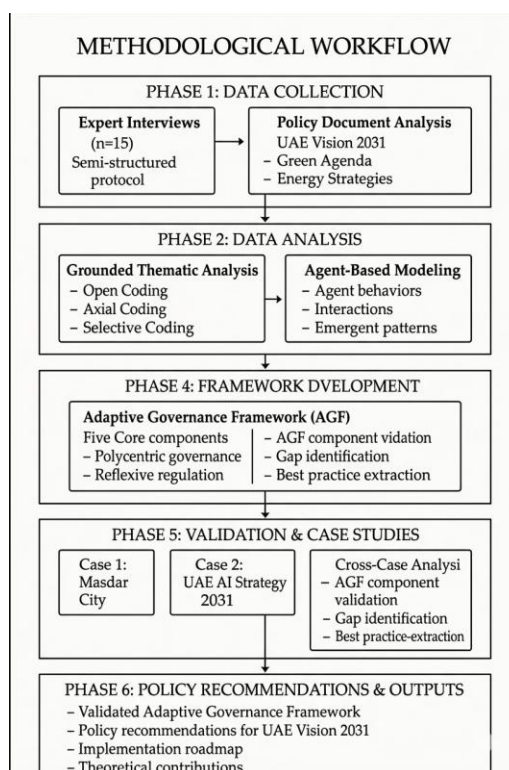 METHODOLOGICAL WORKFLOW
PHASE 1: DATA COLLECTION
Expert Interviews
(n=15)
Semi-structured
protocol
Policy Document Analysis
UAE Vision 2031
– Green Agenda
– Energy Strategies
PHASE 2: DATA ANALYSIS
Grounded Thematic Analysis
– Open Coding
– Axial Coding
– Selective Coding
Agent-Based Modeling
– Agent behaviors
– Interactions
– Emergent patterns
PHASE 4: FRAMEWORK DVELOPMENT
Adaptive Governance Framework (AGF)
Five Core components
– Polycentric governance
– Reflexive regulation
– AGF component vidation
– Gap identification
– Best practice extraction
PHASE 5: VALIDATION & CASE STUDIES
Case 1:
Masdar
City
Case 2:
UAE AI Strategy
2031
Cross-Case Analysi
– AGF component
validation
– Gap identification
– Best practice-extraction
PHASE 6: POLICY RECOMMENDATIONS & OUTPUTS
– Validated Adaptive Governance Framework
– Policy recommendations for UAE Vision 2031
– Implementation roadmap
– Theoretical contributions